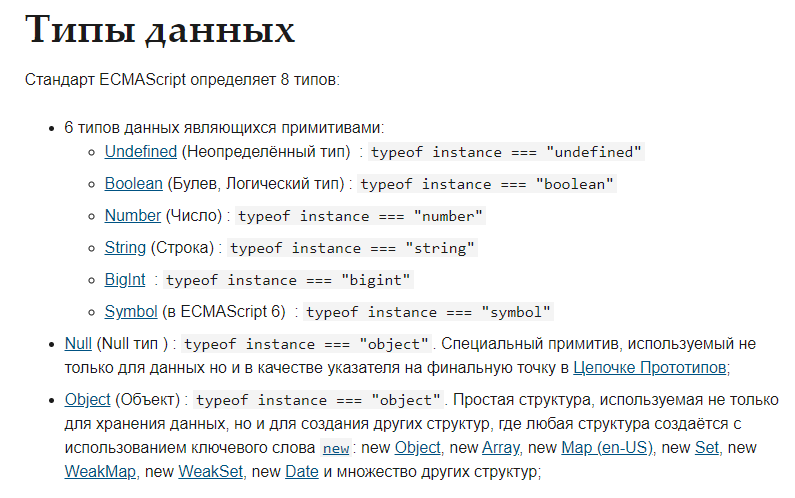 Типы данных
Стандарт ECMAScript определяет 8 типов:
6 типов данных являющихся примитивами:
Undefined (Неопределённый тип) : typeof instance === "undefined"
Boolean (Булев, Логический тип) : typeof instance === "boolean"
Number (Число) : typeof instance === "number"
String (Строка) : typeof instance === "string"
BigInt : typeof instance === "bigint"
Symbol (в ECMAScript 6) : typeof instance === "symbol"
Null (Null тип ) : typeof instance === "object". Специальный примитив, используемый не
только для данных но и в качестве указателя на финальную точку в Цепочке Прототипов;
Object (Объект) : typeof instance === "object". Простая структура, используемая не только
для хранения данных, но и для создания других структур, где любая структура создаётся с
использованием ключевого слова new: new Object, new Array, new Map (en-US), new Set, new
WeakMap, new WeakSet, new Date и множество других структур;